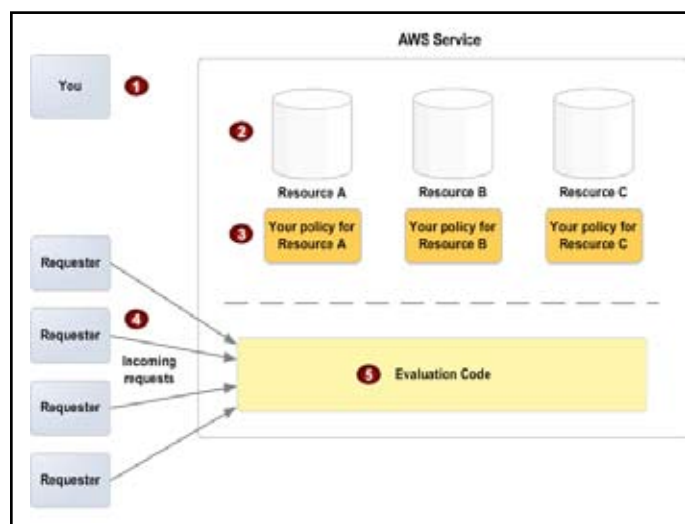 AWS Service
You
1
2
Resource A
Resource B
Resource C
3
Your policy for
Resource A
Your policy for
Resource B
Your policy for
Resource C
Requester
Requester
4
Incoming
requests
5
Evaluation Code
Requester
Requester